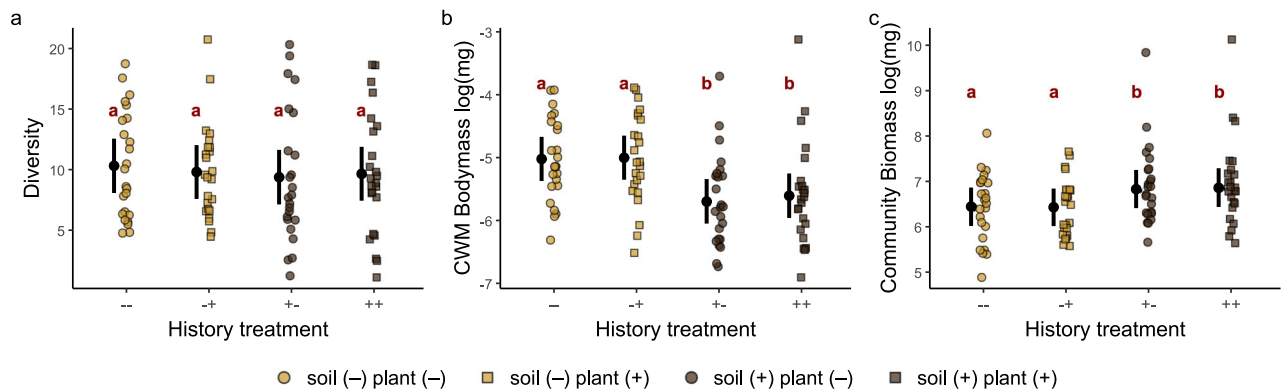 a
Diversity
20
15
10
5
a a a a
-- -+ +- ++
History treatment
b
CWM Bodymass log(mg)
-3
-4
-5
-6
-7
a a b b
– -+ +- ++
History treatment
c
Community Biomass log(mg)
10
9
8
7
6
5
a a b b
-- -+ +- ++
History treatment
soil (–) plant (–) soil (–) plant (+) soil (+) plant (–) soil (+) plant (+)